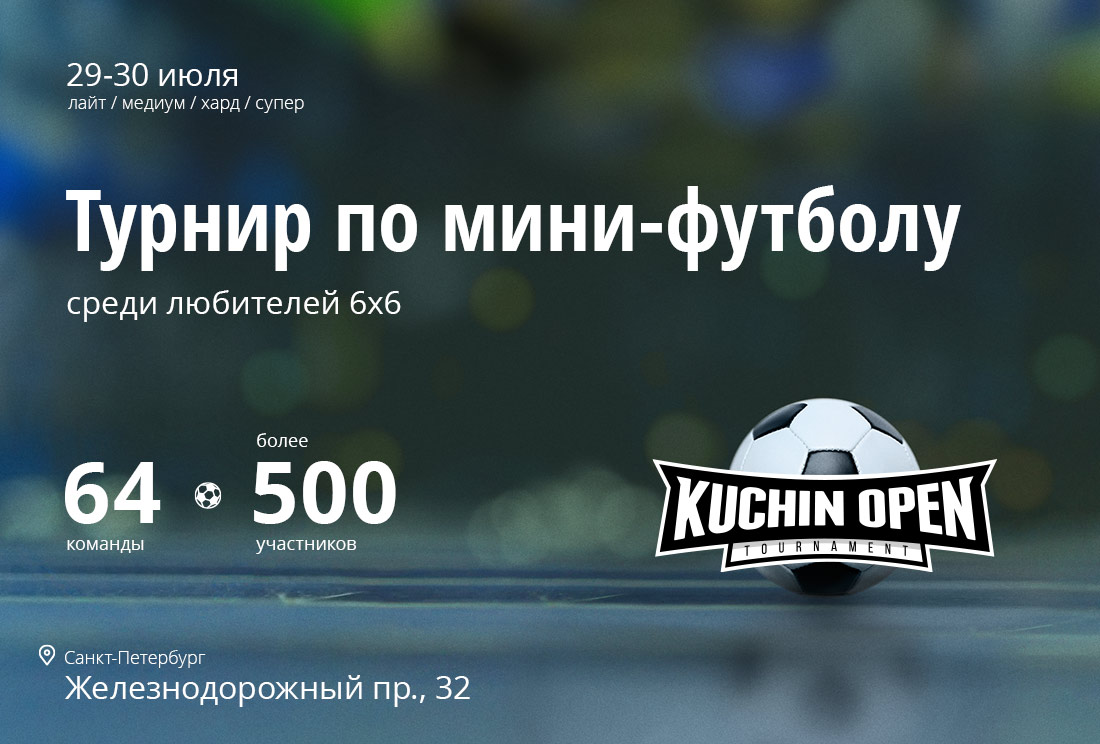 29-30 июля
лайт / медиум / хард / супер
Турнир по мини-футболу
среди любителей 6х6
более
64 500
команды участников
KUCHIN OPEN
TOURNAMENT
Санкт-Петербург
Железнодорожный пр., 32